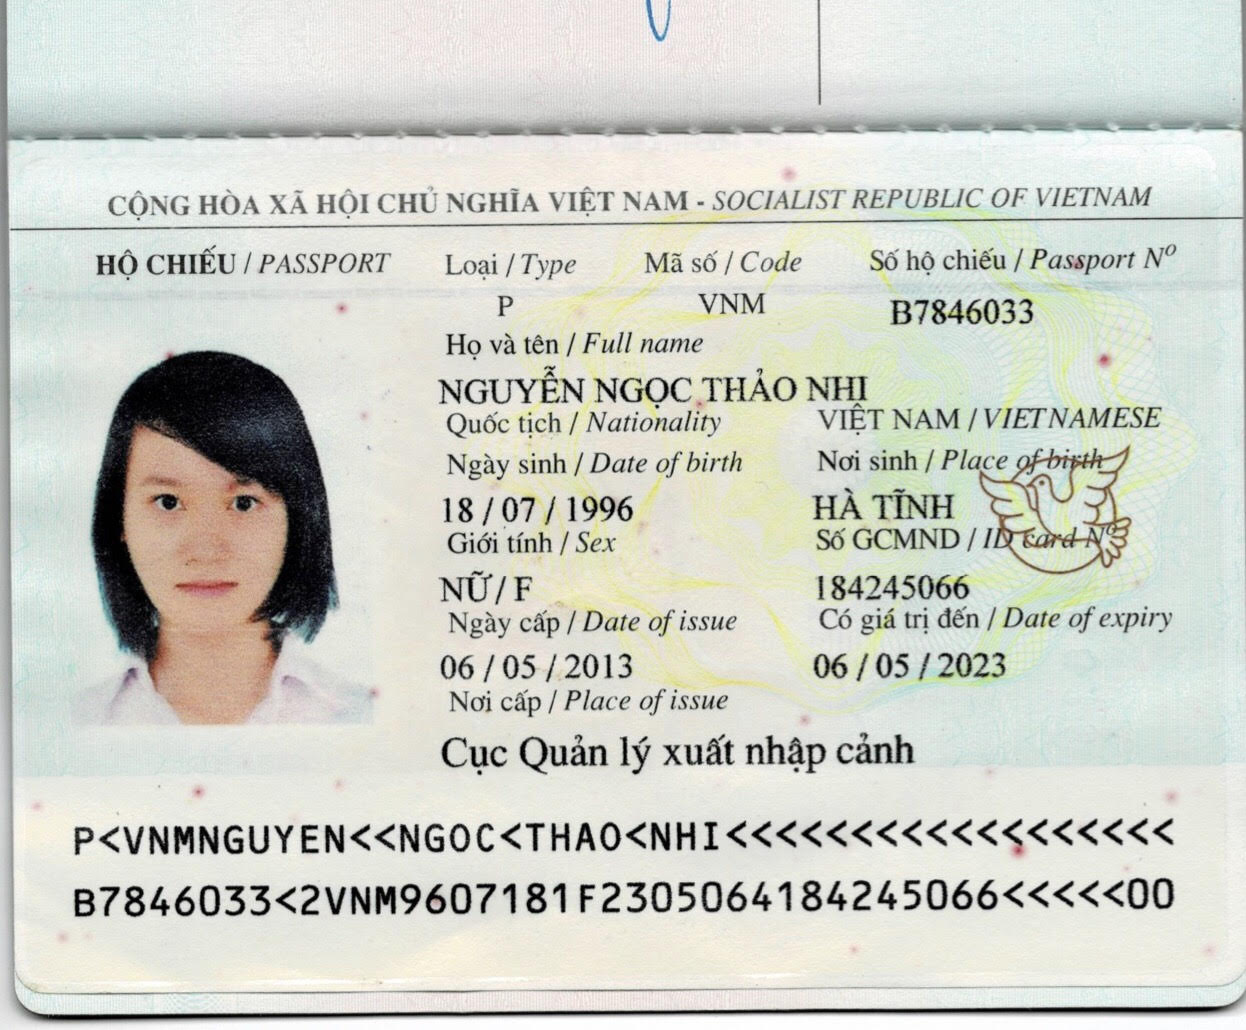 CỘNG HÒA XÃ HỘI CHỦ NGHĨA VIỆT NAM - SOCIALIST REPUBLIC OF VIETNAM
HỘ CHIẾU / PASSPORT Loại / Type Mã số / Code Số hộ chiếu / Passport Nº
P VNM B7846033
Họ và tên / Full name
NGUYỄN NGỌC THẢO NHI
Quốc tịch / Nationality VIỆT NAM / VIETNAMESE
Ngày sinh / Date of birth Nơi sinh / Place of birth
18 / 07 / 1996 HÀ TĨNH
Giới tính / Sex Số GCMND / ID card Nº
NỮ / F 184245066
Ngày cấp / Date of issue Có giá trị đến / Date of expiry
06 / 05 / 2013 06 / 05 / 2023
Nơi cấp / Place of issue
Cục Quản lý xuất nhập cảnh
P<VNMNGUYEN<<NGOC<THAO<NHI<<<<<<<<<<<<<<<<<<
B7846033<2VNM9607181F2305064184245066<<<<<00